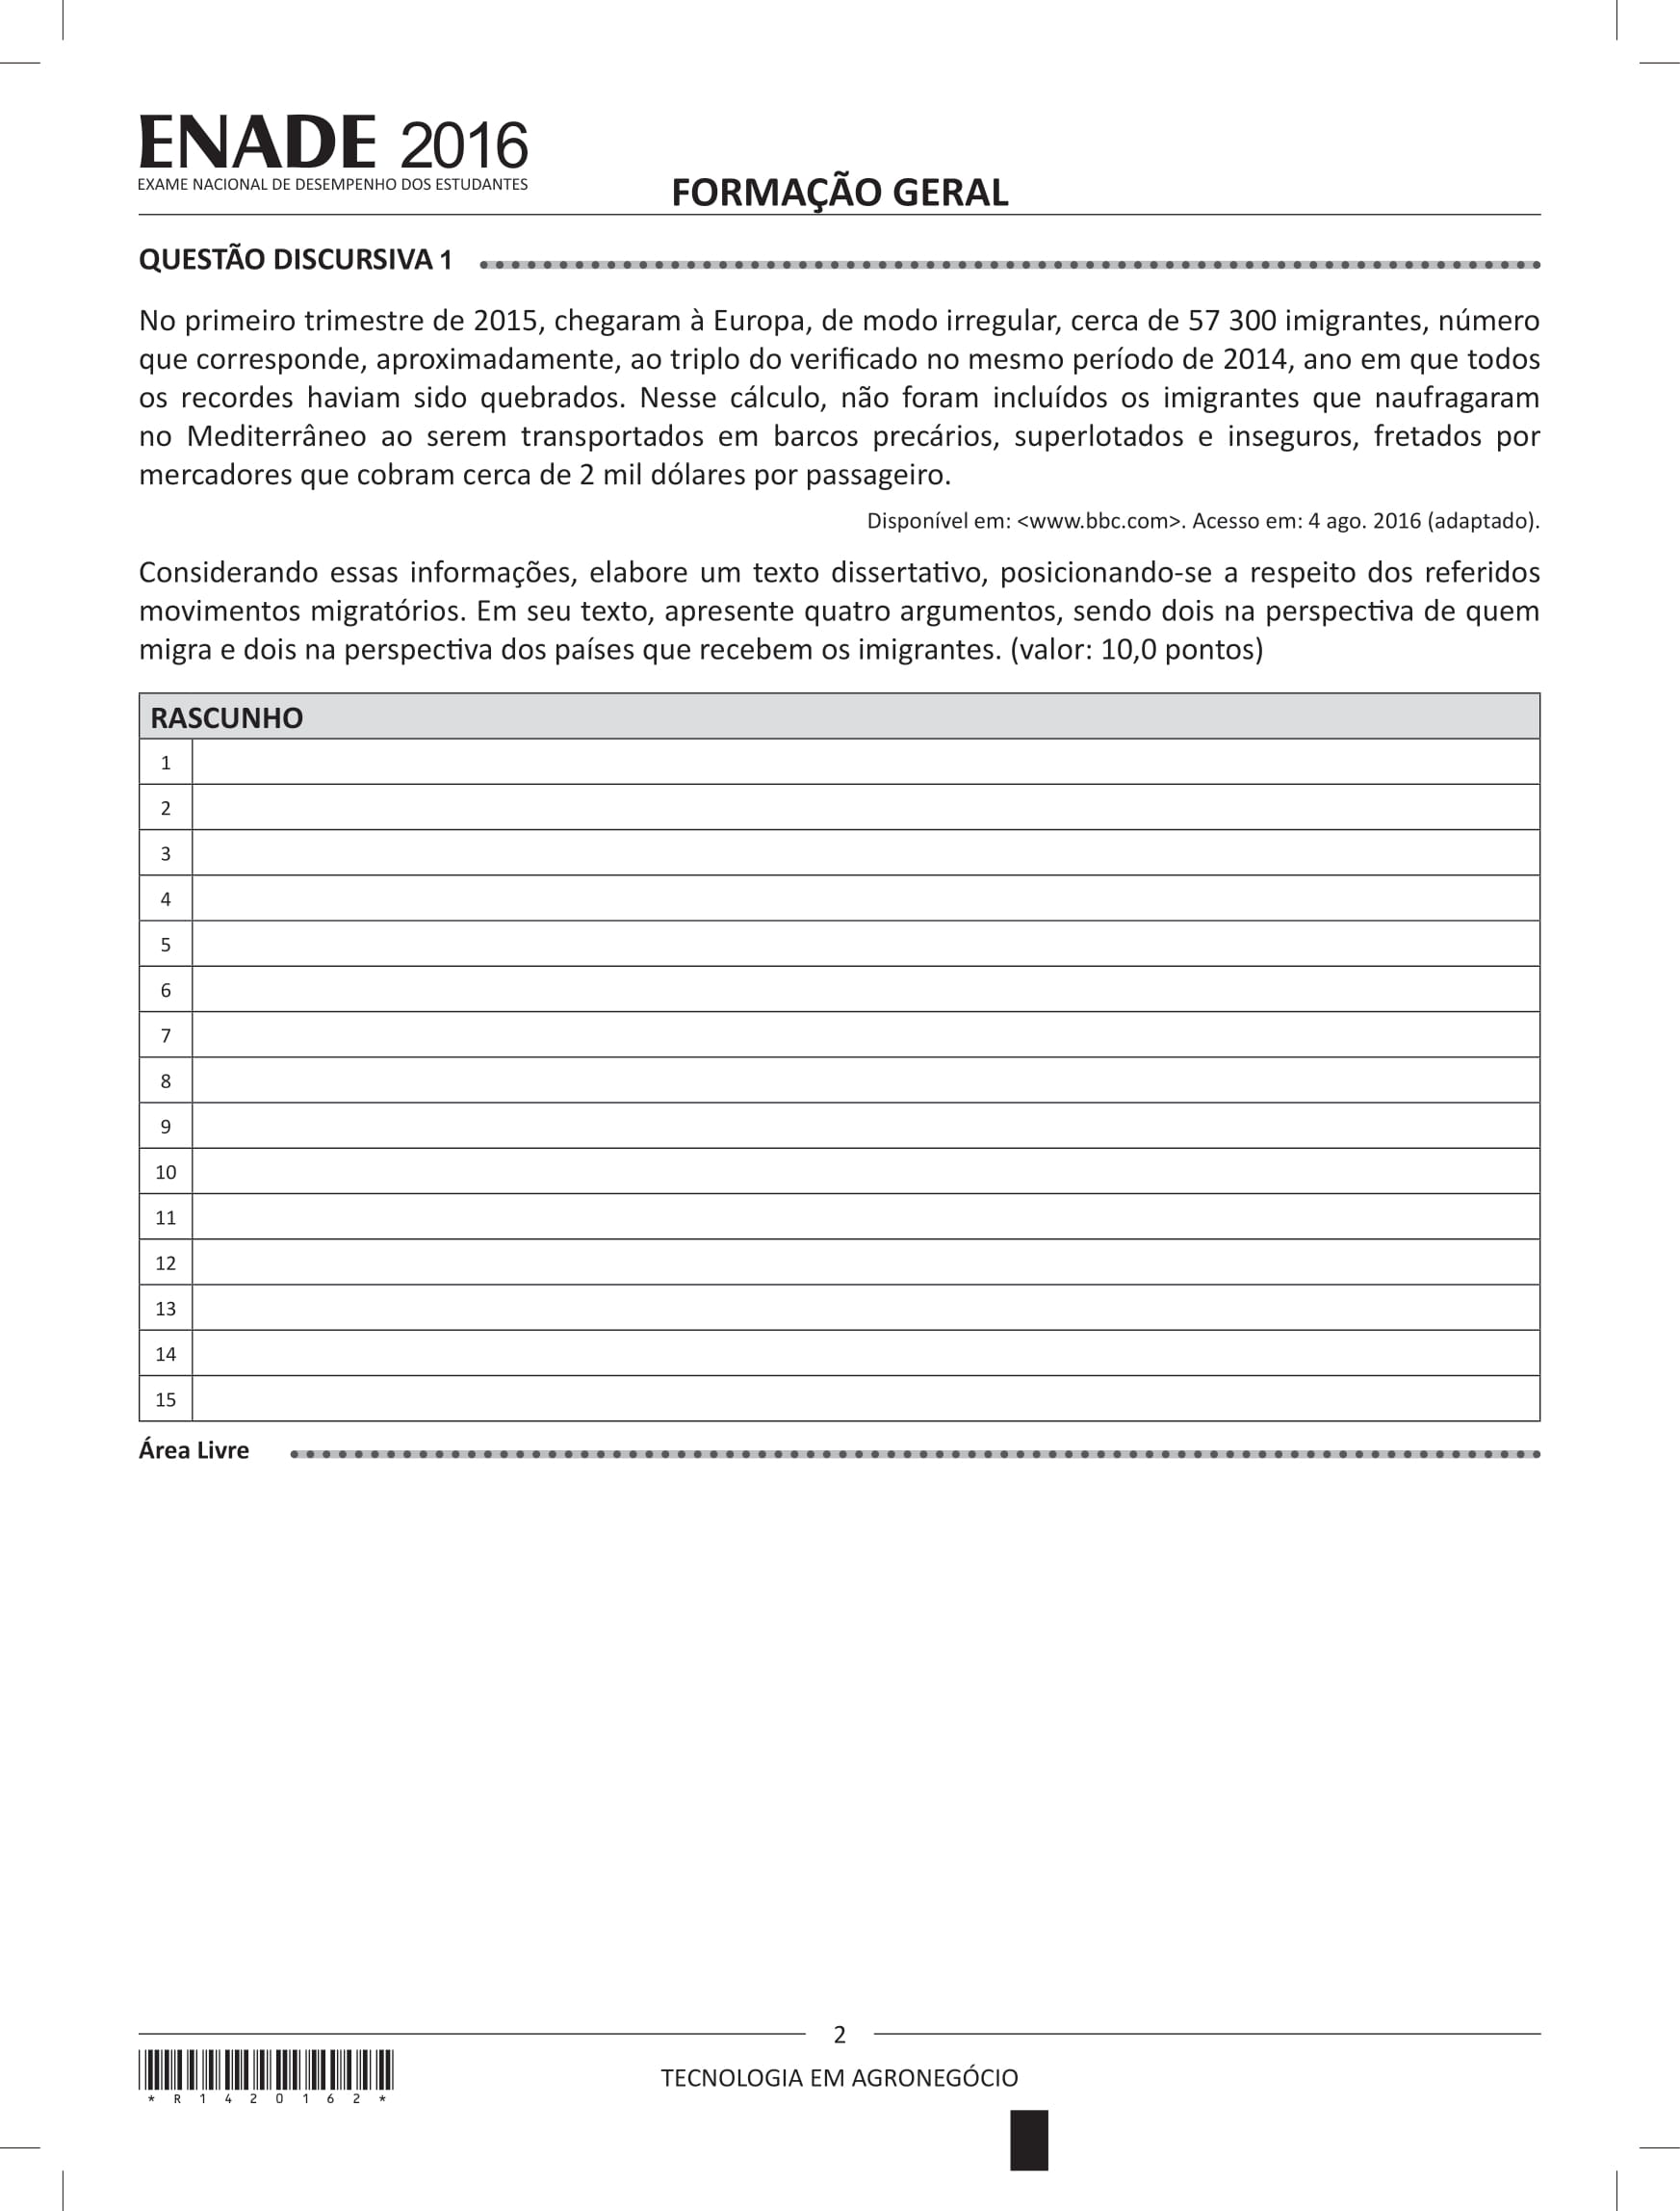 ENADE 2016
EXAME NACIONAL DE DESEMPENHO DOS ESTUDANTES
FORMAÇÃO GERAL
QUESTÃO DISCURSIVA 1
No primeiro trimestre de 2015, chegaram à Europa, de modo irregular, cerca de 57 300 imigrantes, número
que corresponde, aproximadamente, ao triplo do verificado no mesmo período de 2014, ano em que todos
os recordes haviam sido quebrados. Nesse cálculo, não foram incluídos os imigrantes que naufragaram
no Mediterrâneo ao serem transportados em barcos precários, superlotados e inseguros, fretados por
mercadores que cobram cerca de 2 mil dólares por passageiro.
Disponível em: <www.bbc.com>. Acesso em: 4 ago. 2016 (adaptado).
Considerando essas informações, elabore um texto dissertativo, posicionando-se a respeito dos referidos
movimentos migratórios. Em seu texto, apresente quatro argumentos, sendo dois na perspectiva de quem
migra e dois na perspectiva dos países que recebem os imigrantes. (valor: 10,0 pontos)
RASCUNHO
1
2
3
4
5
6
7
8
9
10
11
12
13
14
15
Área Livre
2
TECNOLOGIA EM AGRONEGÓCIO
* R 1 4 2 0 1 6 2 *